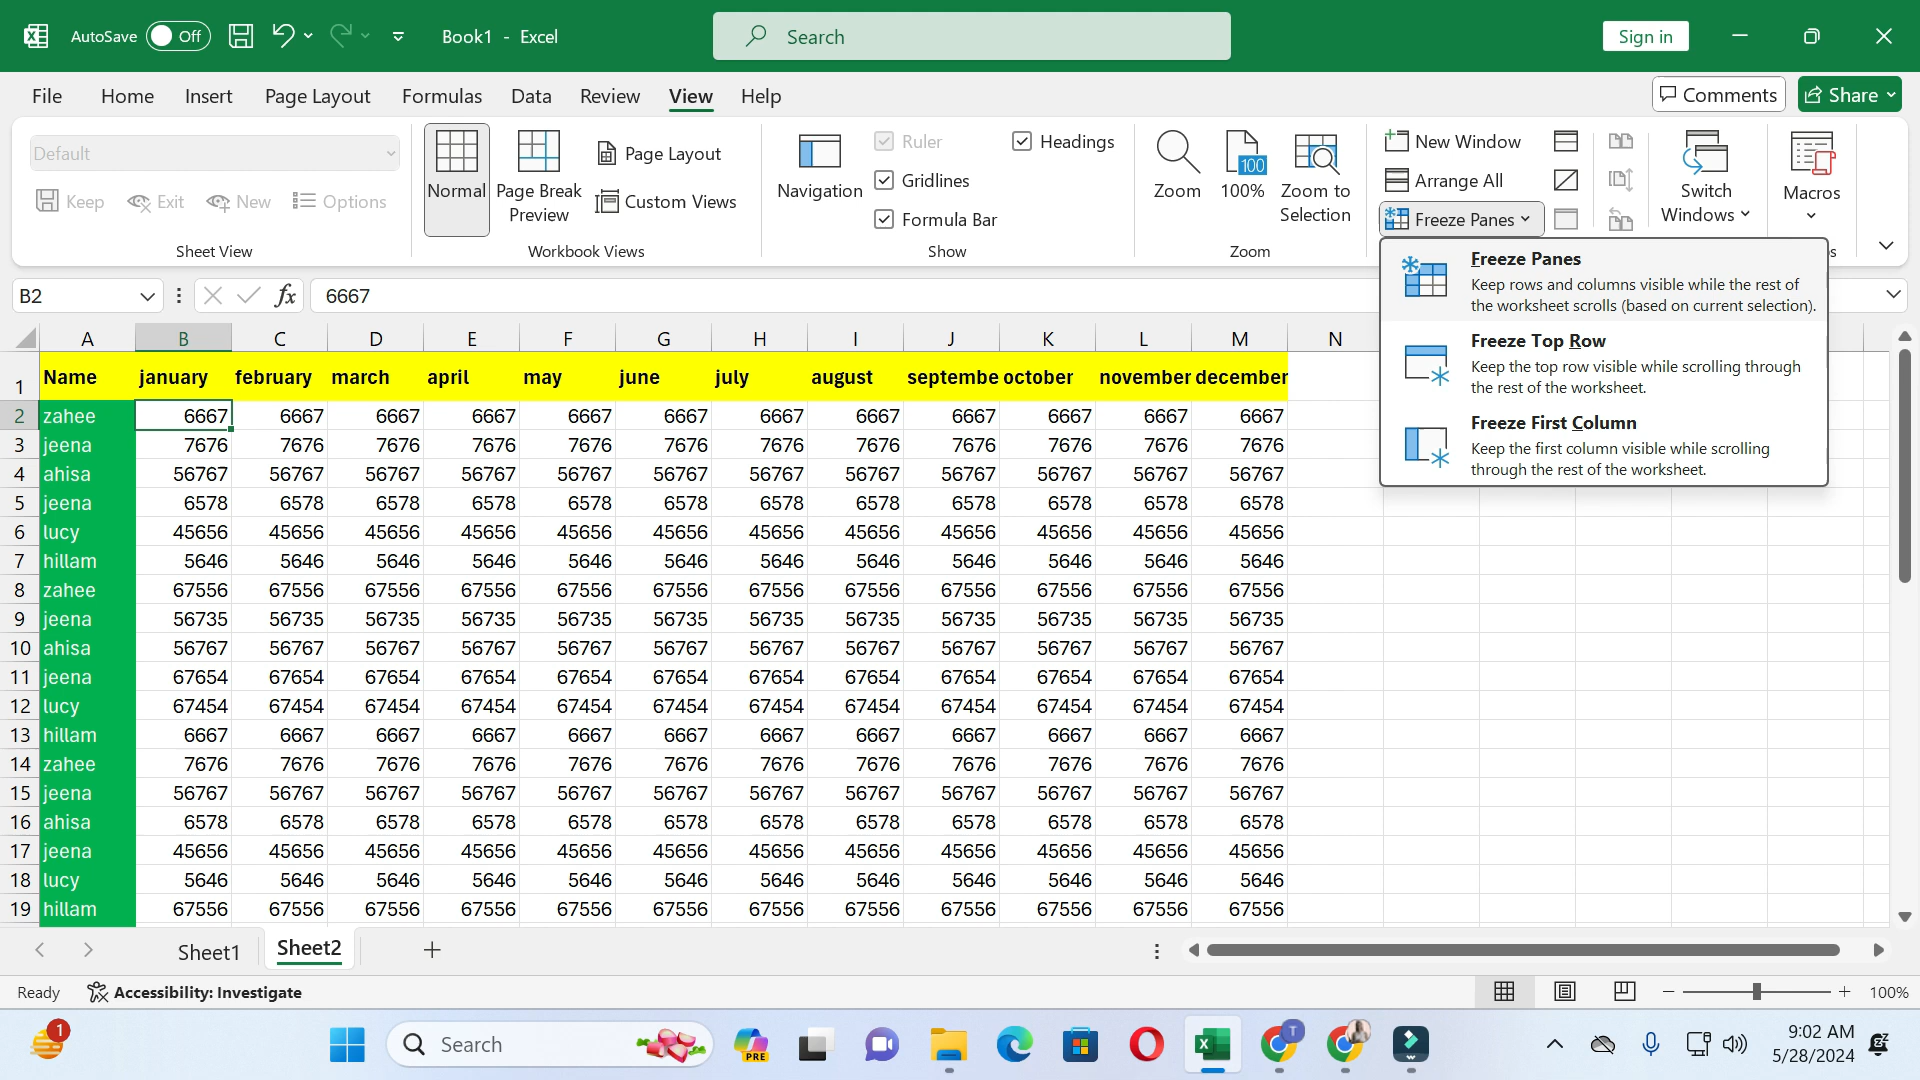 AutoSave Off Book1 - Excel Search Sign in
File Home Insert Page Layout Formulas Data Review View Help Comments Share
Default
Keep Exit New Options
Sheet View
Normal Page Break Preview Page Layout Custom Views
Workbook Views
Navigation Ruler Gridlines Formula Bar Headings
Show
Zoom 100 100% Zoom to Selection
Zoom
New Window
Arrange All
Freeze Panes
Switch Windows
Macros
s
Freeze Panes
Keep rows and columns visible while the rest of
the worksheet scrolls (based on current selection).
Freeze Top Row
Keep the top row visible while scrolling through
the rest of the worksheet.
Freeze First Column
Keep the first column visible while scrolling
through the rest of the worksheet.
B2 fx 6667
A B C D E F G H I J K L M N
1 Name january february march april may june july august septembe october november december
2 zahee 6667 6667 6667 6667 6667 6667 6667 6667 6667 6667 6667 6667
3 jeena 7676 7676 7676 7676 7676 7676 7676 7676 7676 7676 7676 7676
4 ahisa 56767 56767 56767 56767 56767 56767 56767 56767 56767 56767 56767 56767
5 jeena 6578 6578 6578 6578 6578 6578 6578 6578 6578 6578 6578 6578
6 lucy 45656 45656 45656 45656 45656 45656 45656 45656 45656 45656 45656 45656
7 hillam 5646 5646 5646 5646 5646 5646 5646 5646 5646 5646 5646 5646
8 zahee 67556 67556 67556 67556 67556 67556 67556 67556 67556 67556 67556 67556
9 jeena 56735 56735 56735 56735 56735 56735 56735 56735 56735 56735 56735 56735
10 ahisa 56767 56767 56767 56767 56767 56767 56767 56767 56767 56767 56767 56767
11 jeena 67654 67654 67654 67654 67654 67654 67654 67654 67654 67654 67654 67654
12 lucy 67454 67454 67454 67454 67454 67454 67454 67454 67454 67454 67454 67454
13 hillam 6667 6667 6667 6667 6667 6667 6667 6667 6667 6667 6667 6667
14 zahee 7676 7676 7676 7676 7676 7676 7676 7676 7676 7676 7676 7676
15 jeena 56767 56767 56767 56767 56767 56767 56767 56767 56767 56767 56767 56767
16 ahisa 6578 6578 6578 6578 6578 6578 6578 6578 6578 6578 6578 6578
17 jeena 45656 45656 45656 45656 45656 45656 45656 45656 45656 45656 45656 45656
18 lucy 5646 5646 5646 5646 5646 5646 5646 5646 5646 5646 5646 5646
19 hillam 67556 67556 67556 67556 67556 67556 67556 67556 67556 67556 67556 67556
Sheet1 Sheet2
Ready Accessibility: Investigate 100%
1 Search PRE T 9:02 AM
5/28/2024